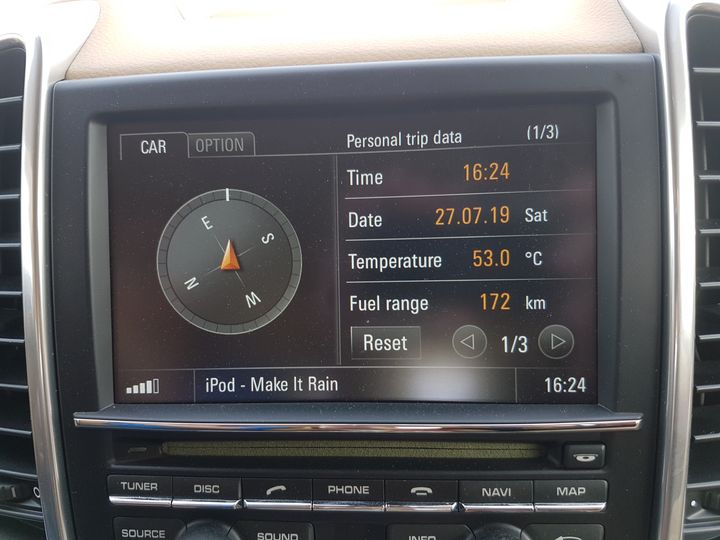 CAR OPTION Personal trip data (1/3)
Time 16:24
Date 27.07.19 Sat
Temperature 53.0 °C
Fuel range 172 km
Reset 1/3
E S N W
iPod - Make It Rain 16:24
TUNER DISC PHONE NAVI MAP
SOURCE SOUND INFO